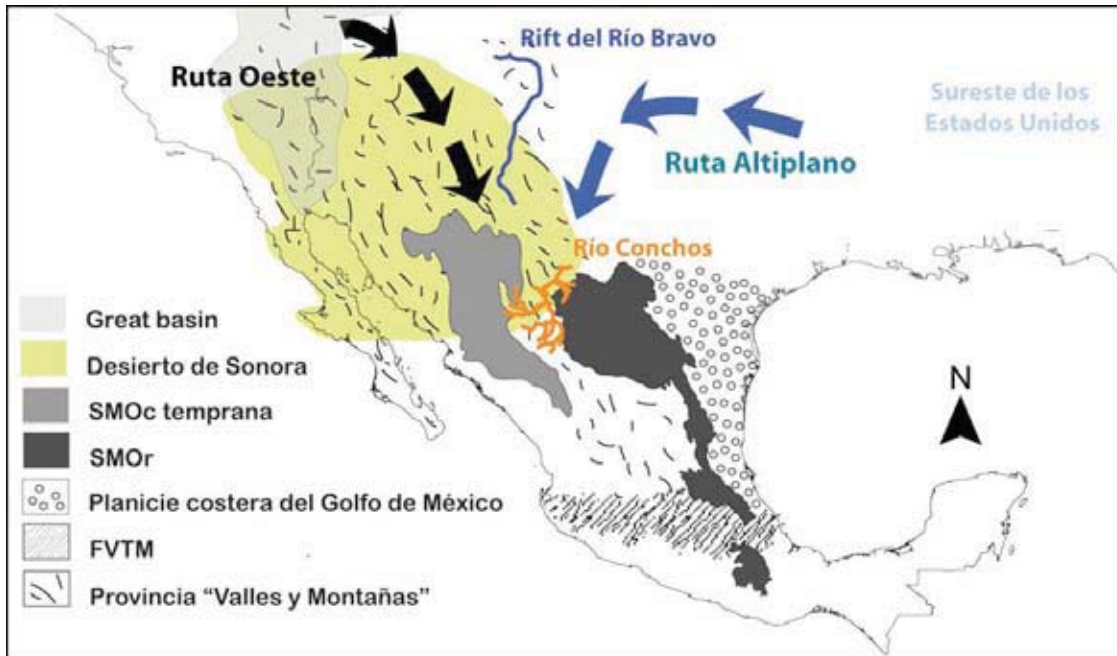 Rift del Río Bravo
Ruta Oeste
Sureste de los
Estados Unidos
Ruta Altiplano
Río Conchos
Great basin
Desierto de Sonora
SMOc temprana
SMOr
Planicie costera del Golfo de México
FVTM
Provincia “Valles y Montañas”
N